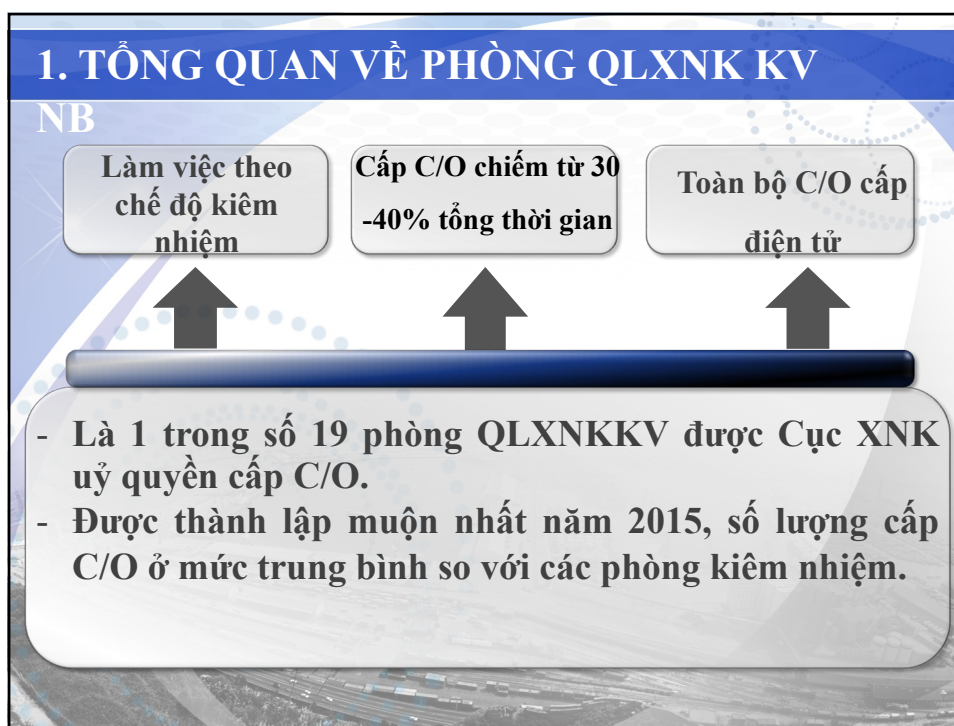 1. TỔNG QUAN VỀ PHÒNG QLXNK KV
NB
Làm việc theo
chế độ kiêm
nhiệm
Cấp C/O chiếm từ 30
-40% tổng thời gian
Toàn bộ C/O cấp
điện tử
- Là 1 trong số 19 phòng QLXNKKV được Cục XNK
uỷ quyền cấp C/O.
- Được thành lập muộn nhất năm 2015, số lượng cấp
C/O ở mức trung bình so với các phòng kiêm nhiệm.